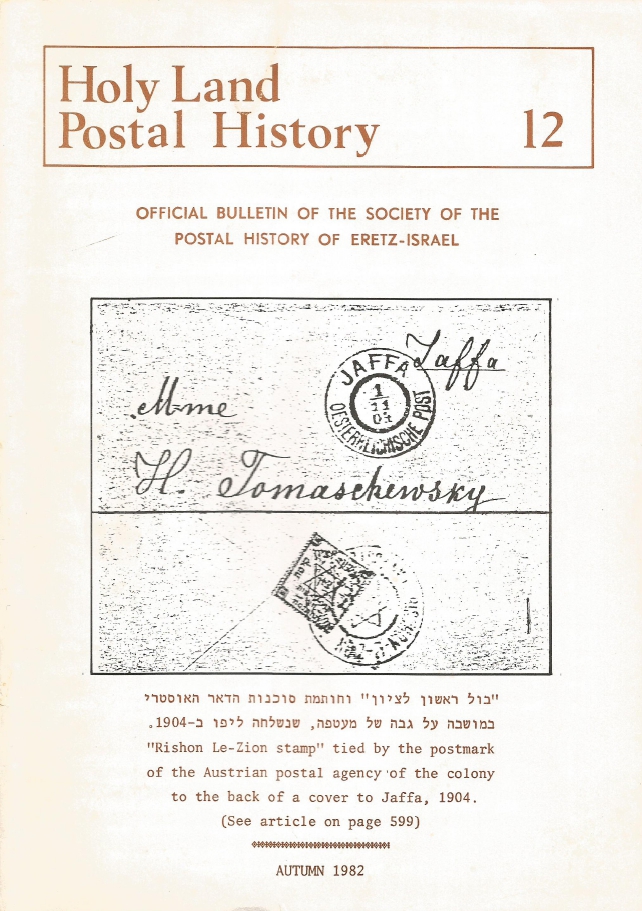 Holy Land
Postal History 12
OFFICIAL BULLETIN OF THE SOCIETY OF THE
POSTAL HISTORY OF ERETZ-ISRAEL
Jaffa
JAFFA
1
11
OESTERREICHISCHE POST
Mme
H. Tomaschewsky
"בול ראשון לציון" וחותמת סוכנות הדאר האוסטרי
במושבה על גבה של מעטפה, שנשלחה ליפו ב-1904.
"Rishon Le-Zion stamp" tied by the postmark
of the Austrian postal agency of the colony
to the back of a cover to Jaffa, 1904.
(See article on page 599)
AUTUMN 1982